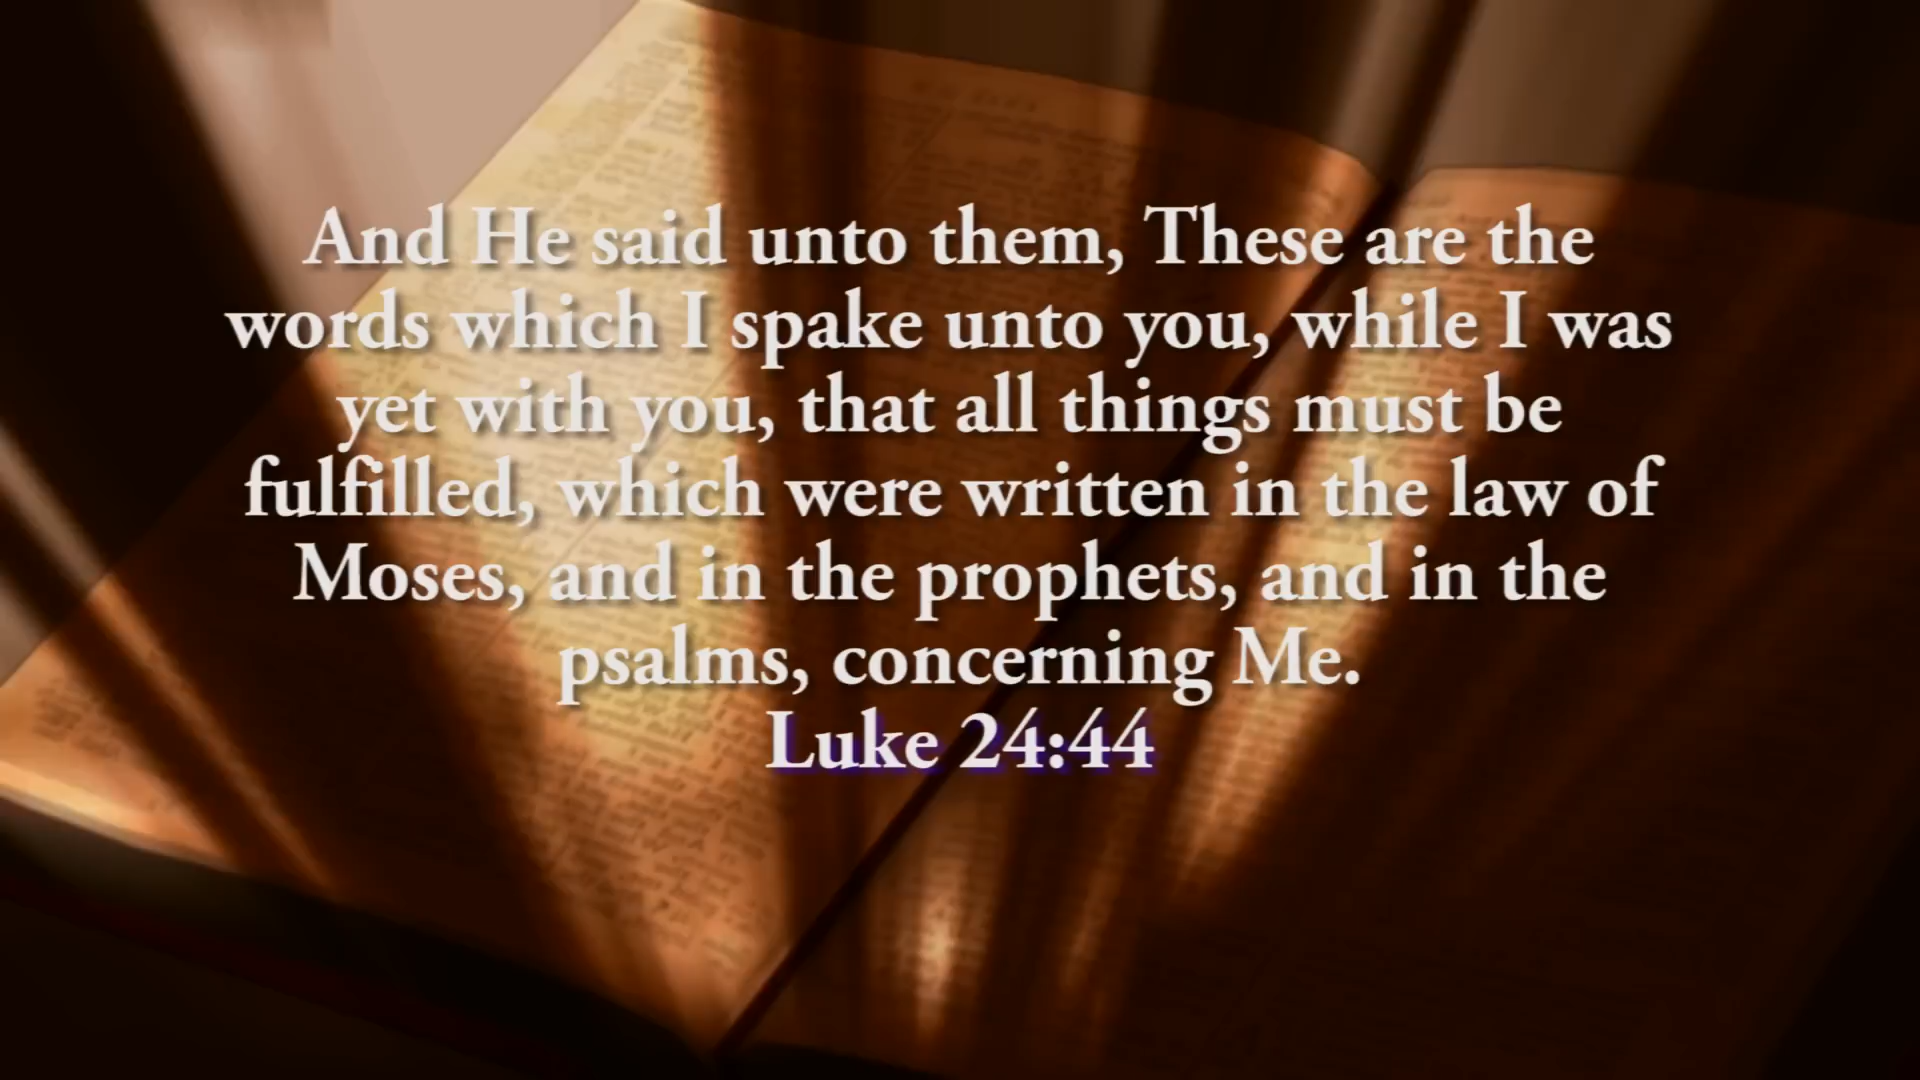 And He said unto them, These are the
words which I spake unto you, while I was
yet with you, that all things must be
fulfilled, which were written in the law of
Moses, and in the prophets, and in the
psalms, concerning Me.
Luke 24:44